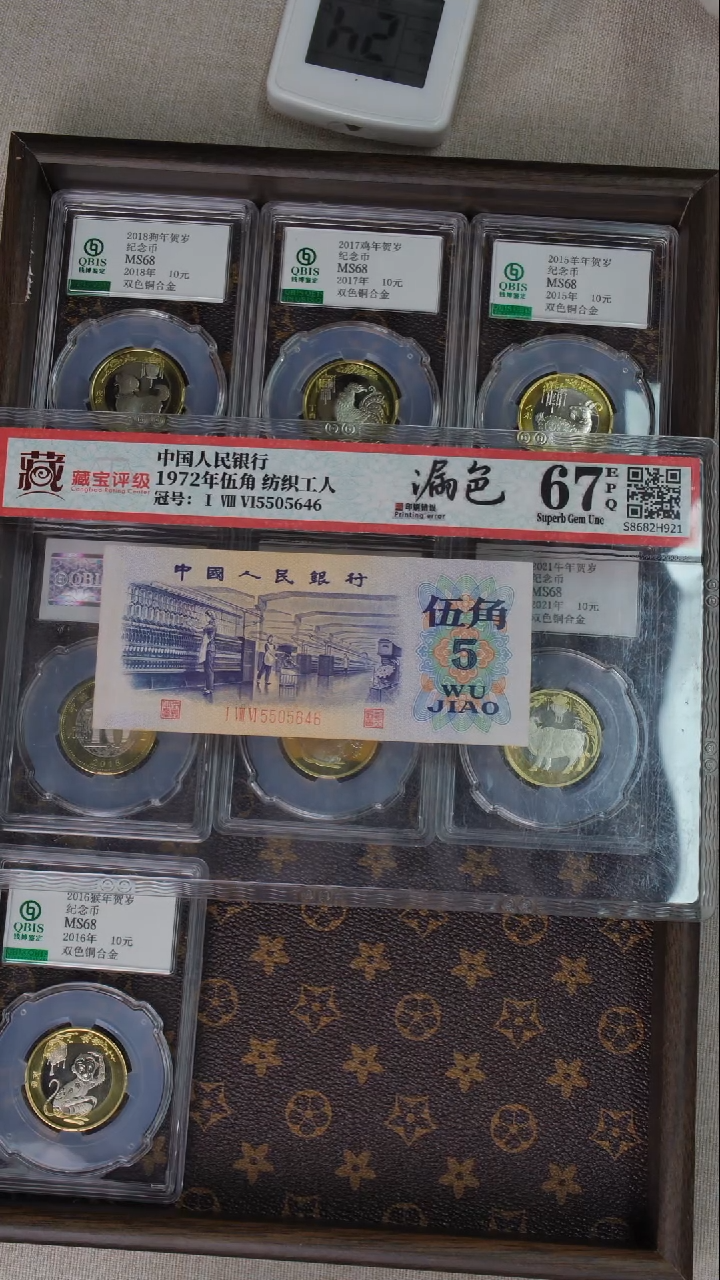 2018狗年贺岁
纪念币
MS68
2018年 10元
双色铜合金
QBIS
2017鸡年贺岁
纪念币
MS68
2017年 10元
双色铜合金
QBIS
2015羊年贺岁
纪念币
MS68
2015年 10元
双色铜合金
QBIS
藏
藏宝评级
中国人民银行
1972年伍角 纺织工人
冠号: I VIII VI5505646
漏色
印刷错误
Printing error
67
EPQ
Superb Gem Unc
S8682H921
QBI
2021牛年贺岁
纪念币
MS68
2021年 10元
双色铜合金
中國人民銀行
伍角
5
WU
JIAO
I VIII VI 5505646
2016猴年贺岁
纪念币
MS68
2016年 10元
双色铜合金
QBIS